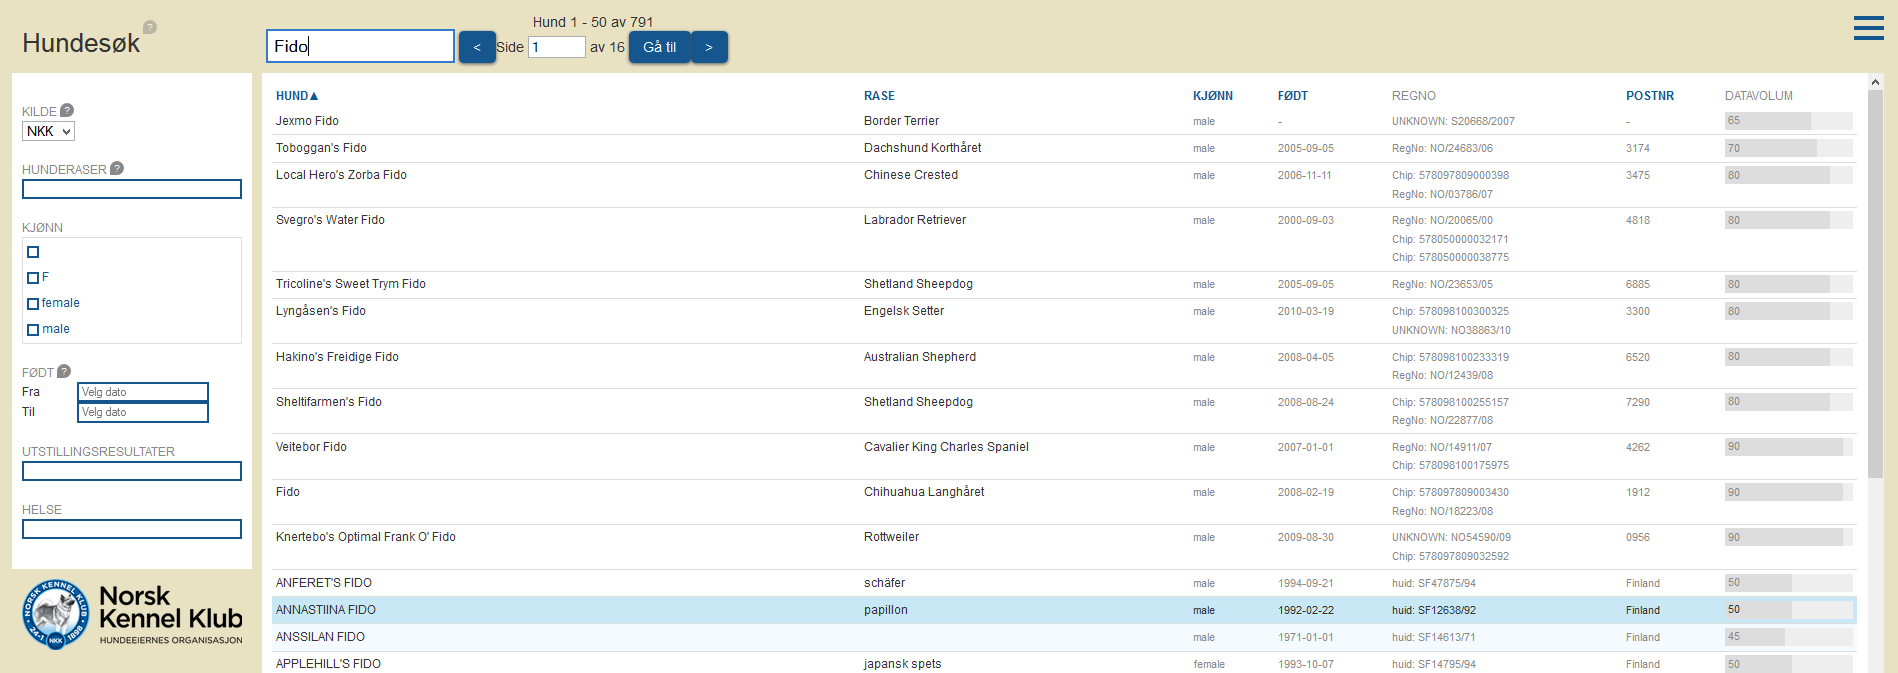 Hundesøk ?
Fido
Hund 1 - 50 av 791
< Side 1 av 16 Gå til >
KILDE ?
NKK
HUNDERASER ?
KJØNN
F
female
male
FØDT ?
Fra Velg dato
Til Velg dato
UTSTILLINGSRESULTATER
HELSE
NORSK KENNEL KLUB
24-1 NKK 1898
Norsk
Kennel Klub
HUNDEEIERNES ORGANISASJON
HUND▲ RASE KJØNN FØDT REGNO POSTNR DATAVOLUM
Jexmo Fido Border Terrier male - UNKNOWN: S20668/2007 - 65
Toboggan's Fido Dachshund Korthåret male 2005-09-05 RegNo: NO/24683/06 3174 70
Local Hero's Zorba Fido Chinese Crested male 2006-11-11 Chip: 578097809000398 3475 80
RegNo: NO/03786/07
Svegro's Water Fido Labrador Retriever male 2000-09-03 RegNo: NO/20065/00 4818 80
Chip: 578050000032171
Chip: 578050000038775
Tricoline's Sweet Trym Fido Shetland Sheepdog male 2005-09-05 RegNo: NO/23653/05 6885 80
Lyngåsen's Fido Engelsk Setter male 2010-03-19 Chip: 578098100300325 3300 80
UNKNOWN: NO38863/10
Hakino's Freidige Fido Australian Shepherd male 2008-04-05 Chip: 578098100233319 6520 80
RegNo: NO/12439/08
Sheltifarmen's Fido Shetland Sheepdog male 2008-08-24 Chip: 578098100255157 7290 80
RegNo: NO/22877/08
Veitebor Fido Cavalier King Charles Spaniel male 2007-01-01 RegNo: NO/14911/07 4262 90
Chip: 578098100175975
Fido Chihuahua Langhåret male 2008-02-19 Chip: 578097809003430 1912 90
RegNo: NO/18223/08
Knertebo's Optimal Frank O' Fido Rottweiler male 2009-08-30 UNKNOWN: NO54590/09 0956 90
Chip: 578097809032592
ANFERET'S FIDO schäfer male 1994-09-21 huid: SF47875/94 Finland 50
ANNASTIINA FIDO papillon male 1992-02-22 huid: SF12638/92 Finland 50
ANSSILAN FIDO male 1971-01-01 huid: SF14613/71 Finland 45
APPLEHILL'S FIDO japansk spets female 1993-10-07 huid: SF14795/94 Finland 50